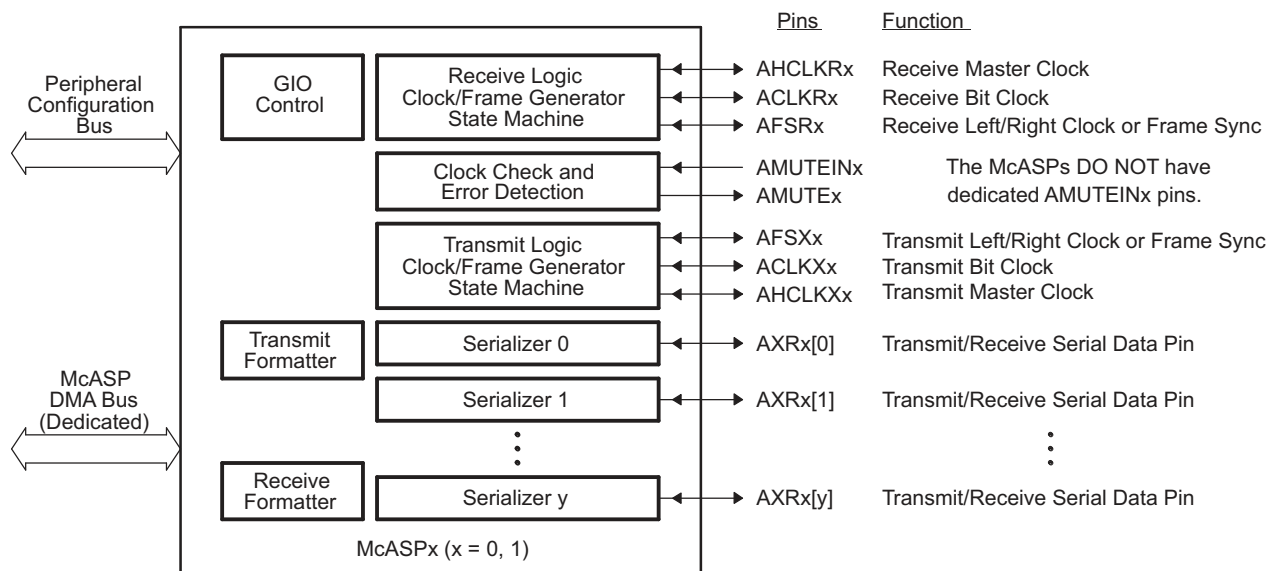 Pins Function
Peripheral
Configuration
Bus
GIO
Control
Receive Logic
Clock/Frame Generator
State Machine
AHCLKRx Receive Master Clock
ACLKRx Receive Bit Clock
AFSRx Receive Left/Right Clock or Frame Sync
Clock Check and
Error Detection
AMUTEINx
AMUTEx
The McASPs DO NOT have
dedicated AMUTEINx pins.
Transmit Logic
Clock/Frame Generator
State Machine
AFSXx Transmit Left/Right Clock or Frame Sync
ACLKXx Transmit Bit Clock
AHCLKXx Transmit Master Clock
Transmit
Formatter
Serializer 0
AXRx[0] Transmit/Receive Serial Data Pin
McASP
DMA Bus
(Dedicated)
Serializer 1
AXRx[1] Transmit/Receive Serial Data Pin
Receive
Formatter
Serializer y
AXRx[y] Transmit/Receive Serial Data Pin
McASPx (x = 0, 1)